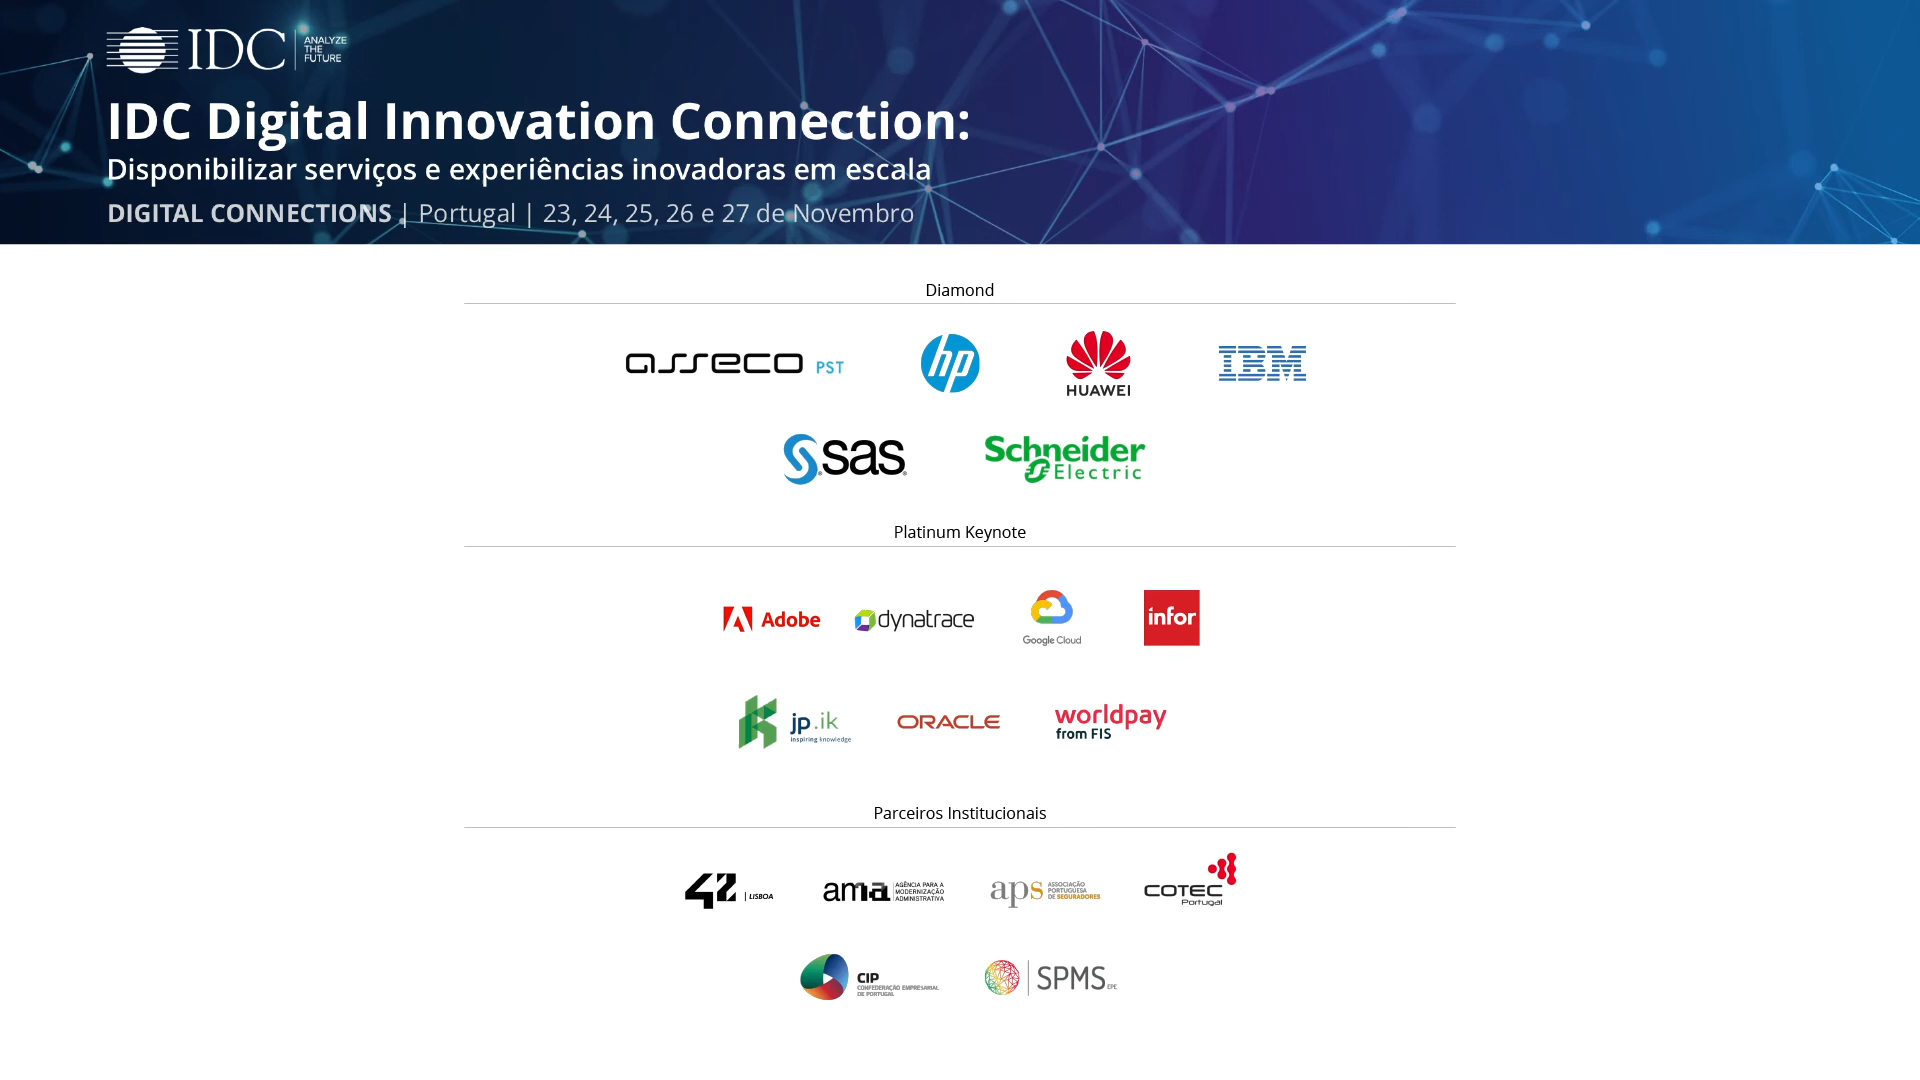 IDC ANALYZE THE FUTURE
IDC Digital Innovation Connection:
Disponibilizar serviços e experiências inovadoras em escala
DIGITAL CONNECTIONS | Portugal | 23, 24, 25, 26 e 27 de Novembro
Diamond
asseco PST
hp
HUAWEI
IBM
sas
Schneider
Electric
Platinum Keynote
Adobe
dynatrace
Google Cloud
infor
jp.ik
inspiring knowledge
ORACLE
worldpay
from FIS
Parceiros Institucionais
42 | LISBOA
ama AGÊNCIA PARA A
MODERNIZAÇÃO
ADMINISTRATIVA
aps ASSOCIAÇÃO
PORTUGUESA
DE SEGURADORES
COTEC
Portugal
CIP
CONFEDERAÇÃO EMPRESARIAL
DE PORTUGAL
SPMS EPE